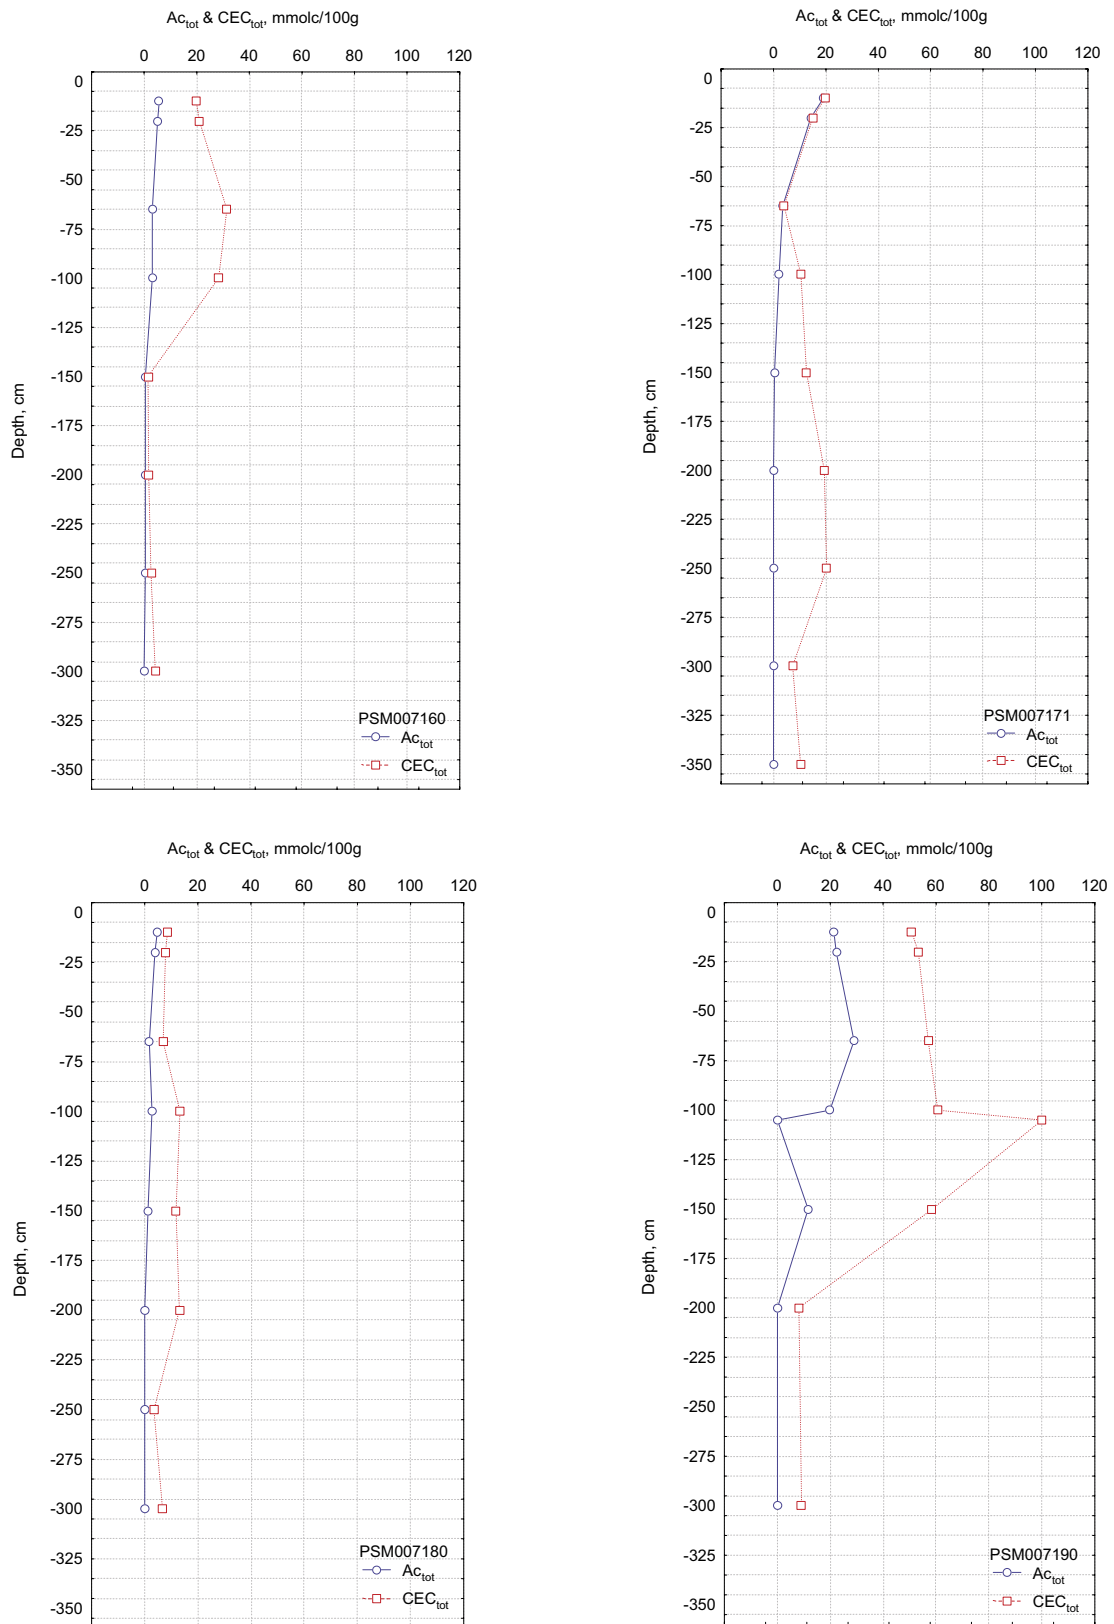 Ac_tot & CEC_tot, mmolc/100g
0 20 40 60 80 100 120
0
-25
-50
-75
-100
-125
-150
-175
-200
-225
-250
-275
-300
-325
-350
Depth, cm
PSM007160
Ac_tot
CEC_tot
Ac_tot & CEC_tot, mmolc/100g
0 20 40 60 80 100 120
0
-25
-50
-75
-100
-125
-150
-175
-200
-225
-250
-275
-300
-325
-350
Depth, cm
PSM007171
Ac_tot
CEC_tot
Ac_tot & CEC_tot, mmolc/100g
0 20 40 60 80 100 120
0
-25
-50
-75
-100
-125
-150
-175
-200
-225
-250
-275
-300
-325
-350
Depth, cm
PSM007180
Ac_tot
CEC_tot
Ac_tot & CEC_tot, mmolc/100g
0 20 40 60 80 100 120
0
-25
-50
-75
-100
-125
-150
-175
-200
-225
-250
-275
-300
-325
-350
Depth, cm
PSM007190
Ac_tot
CEC_tot